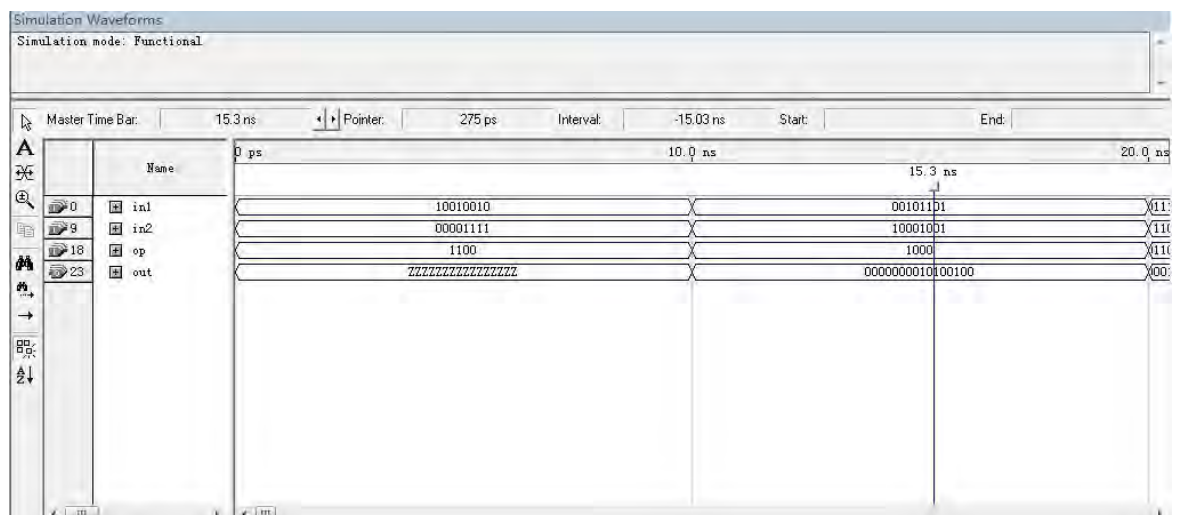 Simulation Waveforms
Simulation mode: Functional
Master Time Bar: 15.3 ns Pointer: 275 ps Interval: -15.03 ns Start: End:
A
Name
0 ps 10.0 ns 20.0 ns
15.3 ns
0 in1 10010010 00101101
9 in2 00001111 10001001
18 op 1100 1000
23 out ZZZZZZZZZZZZZZZZ 0000000010100100